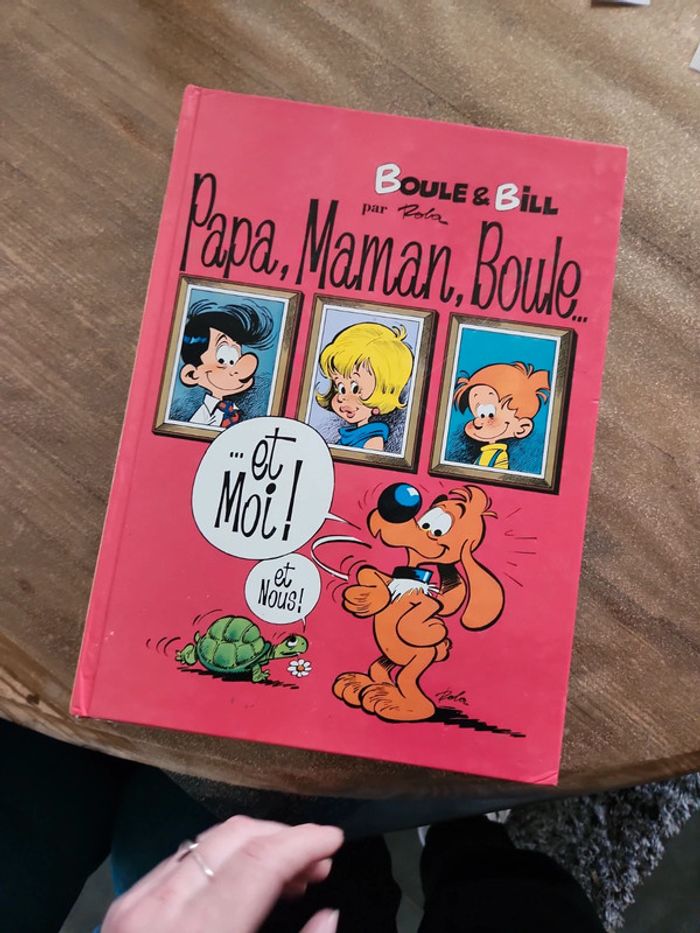 BOULE & BILL
par Roba
Papa, Maman, Boule...
...et
Moi!
et
Nous!
Roba